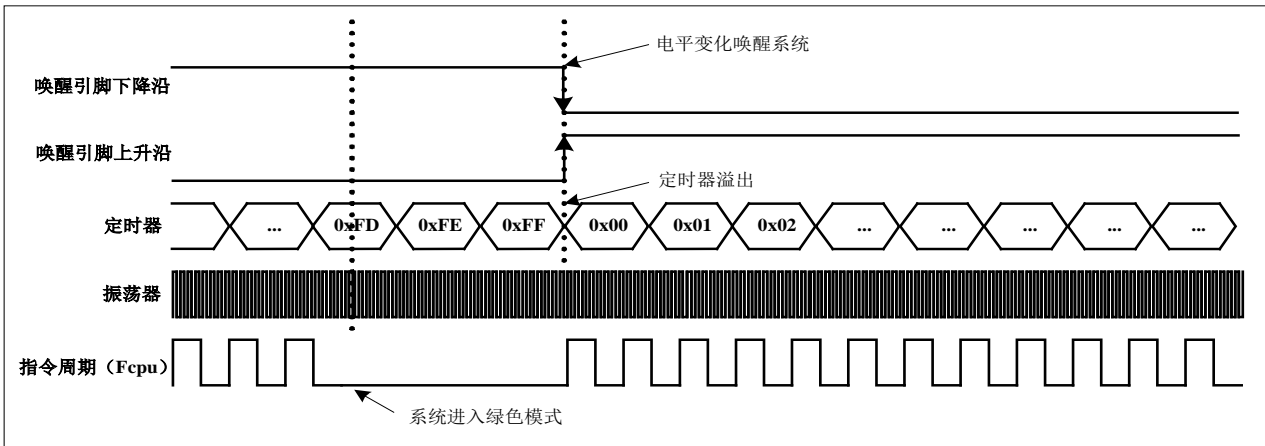 电平变化唤醒系统
唤醒引脚下降沿
唤醒引脚上升沿
定时器溢出
定时器 ... 0xFD 0xFE 0xFF 0x00 0x01 0x02 ... ... ... ... ...
振荡器
指令周期（Fcpu）
系统进入绿色模式